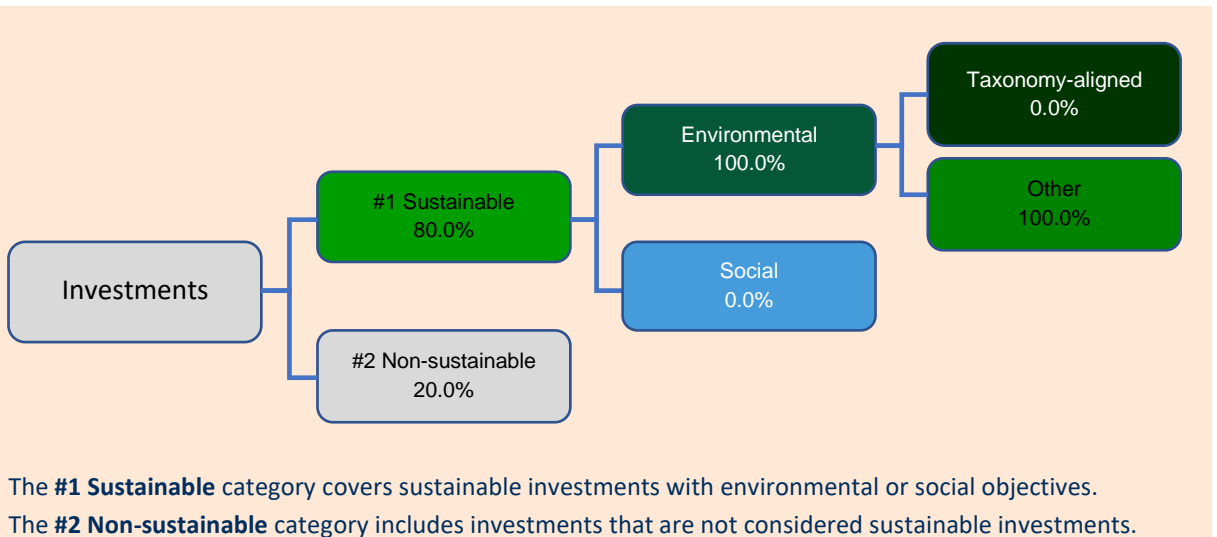 Investments
#1 Sustainable
80.0%
#2 Non-sustainable
20.0%
Environmental
100.0%
Social
0.0%
Taxonomy-aligned
0.0%
Other
100.0%
The #1 Sustainable category covers sustainable investments with environmental or social objectives.
The #2 Non-sustainable category includes investments that are not considered sustainable investments.